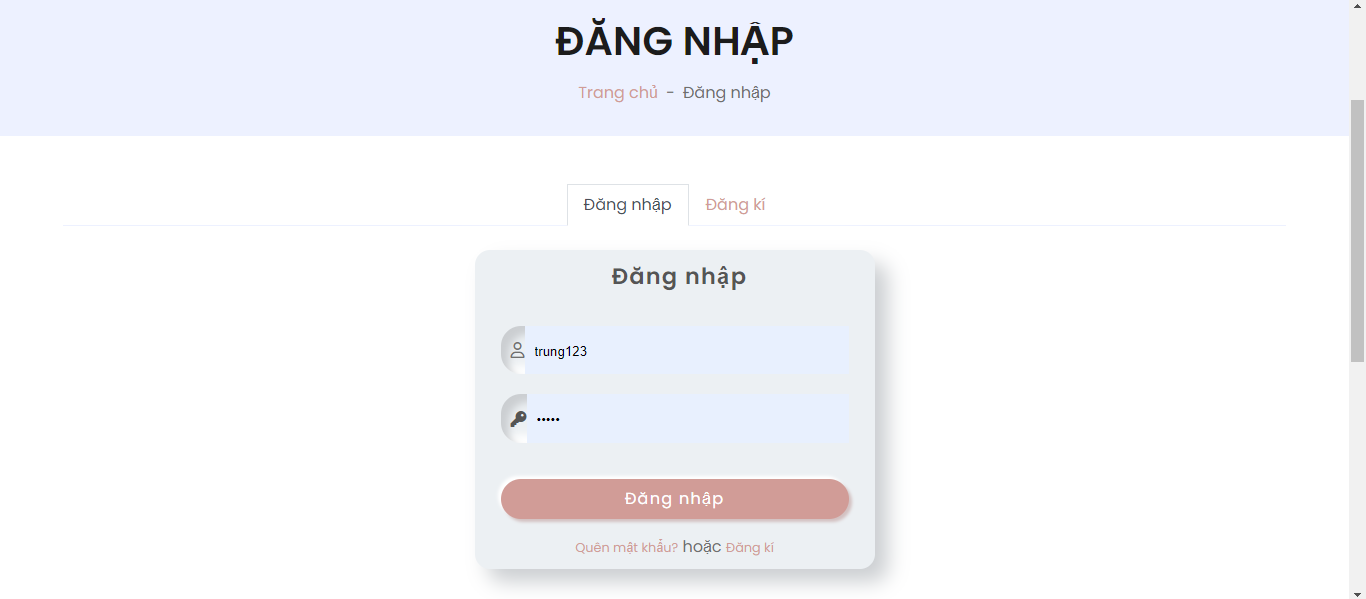 ĐĂNG NHẬP
Trang chủ - Đăng nhập
Đăng nhập Đăng kí
Đăng nhập
trung123
•••••
Đăng nhập
Quên mật khẩu? hoặc Đăng kí